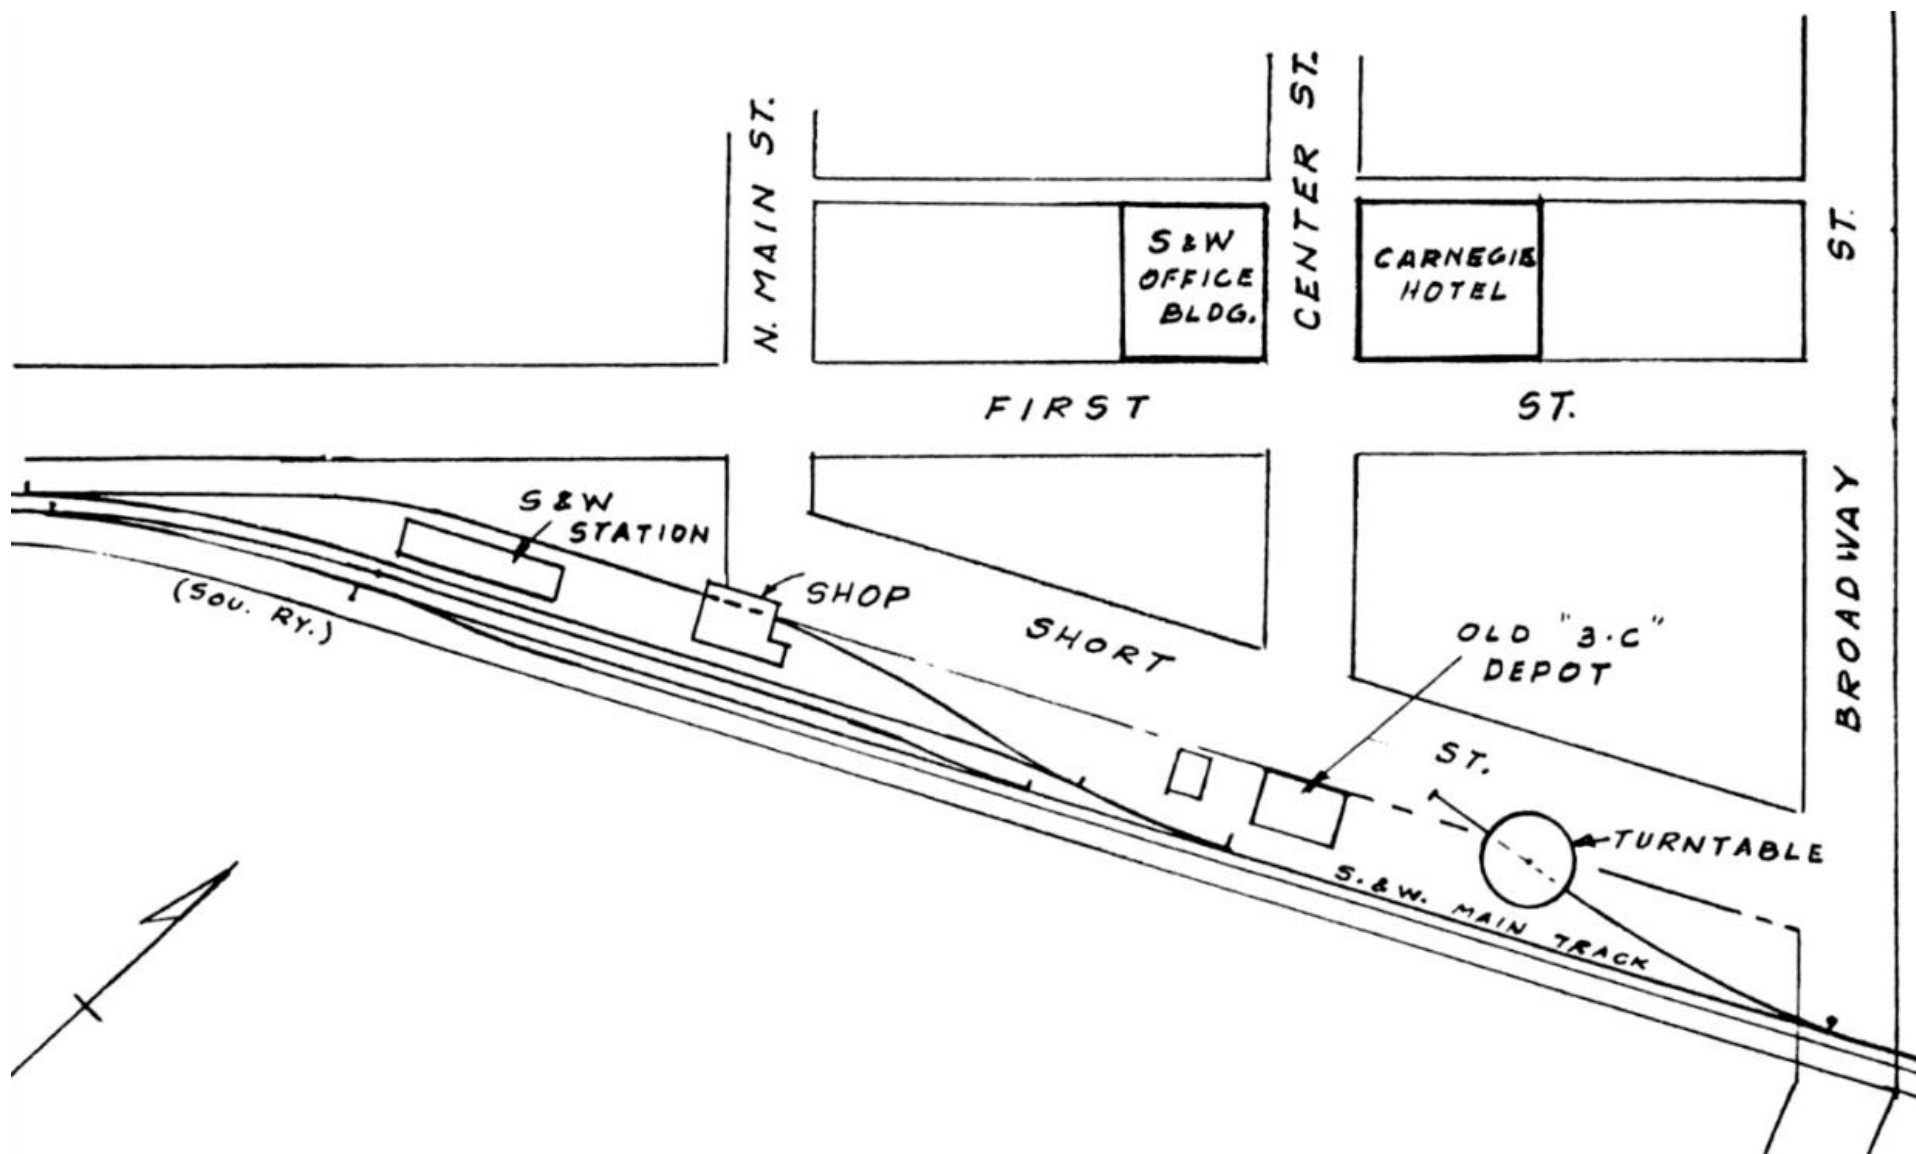 N. MAIN ST.
CENTER ST.
S & W
OFFICE
BLDG.
CARNEGIE
HOTEL
BROADWAY ST.
FIRST ST.
S & W
STATION
(SOU. RY.)
SHOP
SHORT ST.
OLD "3-C"
DEPOT
TURNTABLE
S. & W. MAIN TRACK